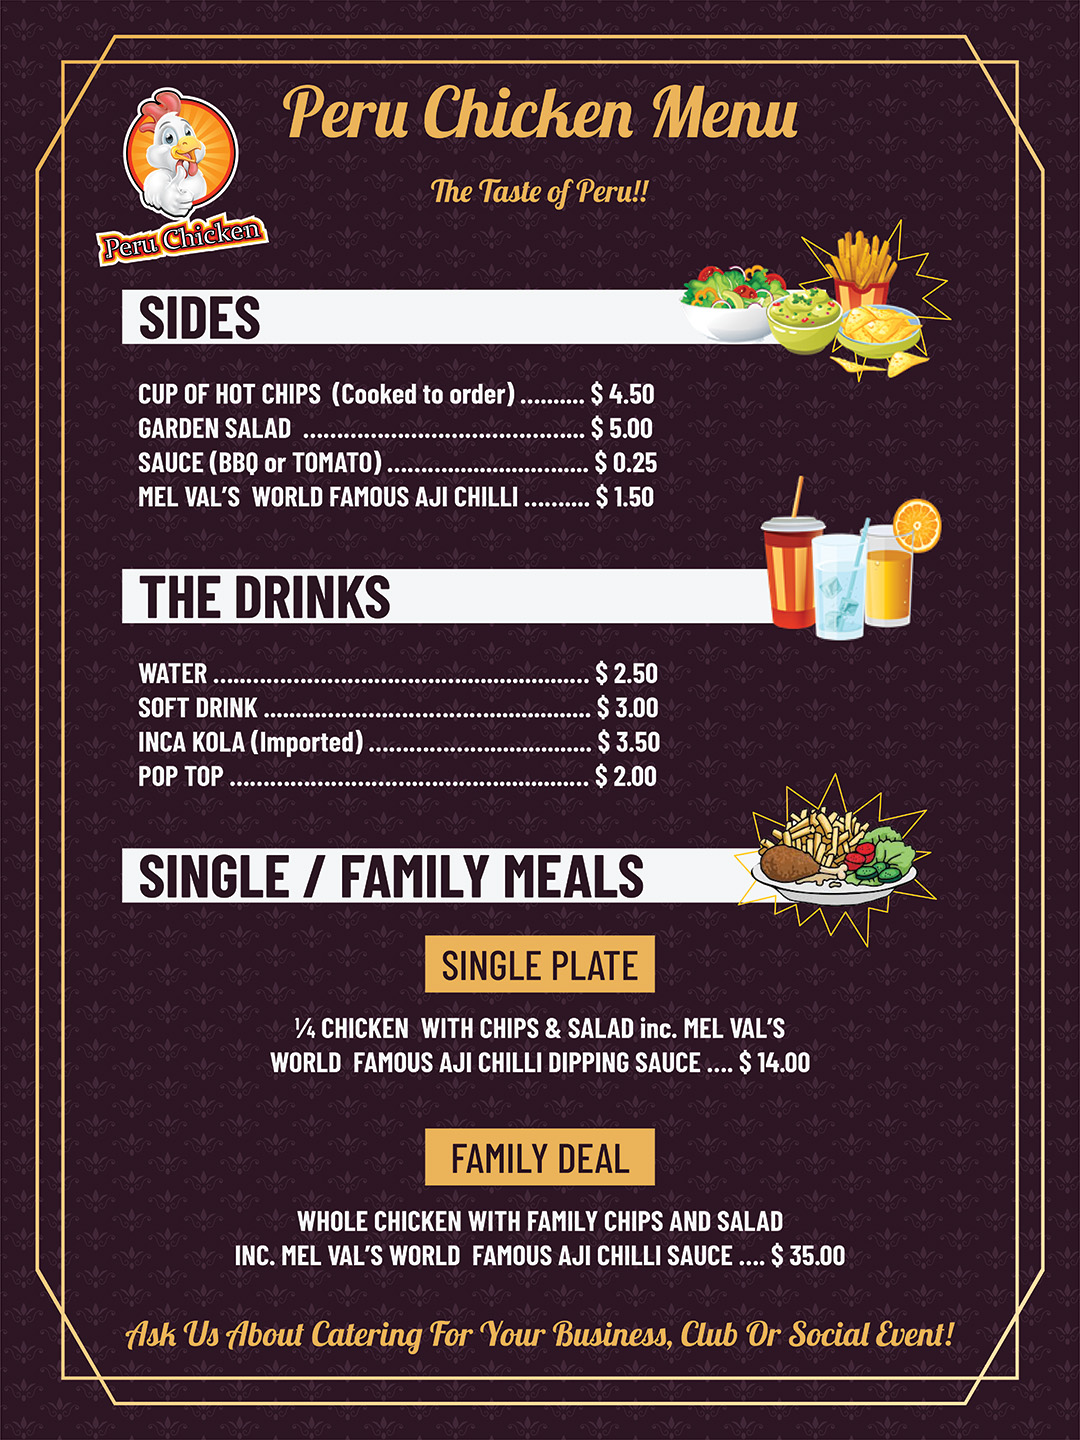 Peru Chicken Menu
The Taste of Peru!!
Peru Chicken
SIDES
CUP OF HOT CHIPS (Cooked to order) .......... $ 4.50
GARDEN SALAD .......................................... $ 5.00
SAUCE (BBQ or TOMATO) .............................. $ 0.25
MEL VAL'S WORLD FAMOUS AJI CHILLI .......... $ 1.50
THE DRINKS
WATER ........................................................ $ 2.50
SOFT DRINK ................................................. $ 3.00
INCA KOLA (Imported) ................................. $ 3.50
POP TOP ...................................................... $ 2.00
SINGLE / FAMILY MEALS
SINGLE PLATE
¼ CHICKEN WITH CHIPS & SALAD inc. MEL VAL'S
WORLD FAMOUS AJI CHILLI DIPPING SAUCE .... $ 14.00
FAMILY DEAL
WHOLE CHICKEN WITH FAMILY CHIPS AND SALAD
INC. MEL VAL'S WORLD FAMOUS AJI CHILLI SAUCE .... $ 35.00
Ask Us About Catering For Your Business, Club Or Social Event!